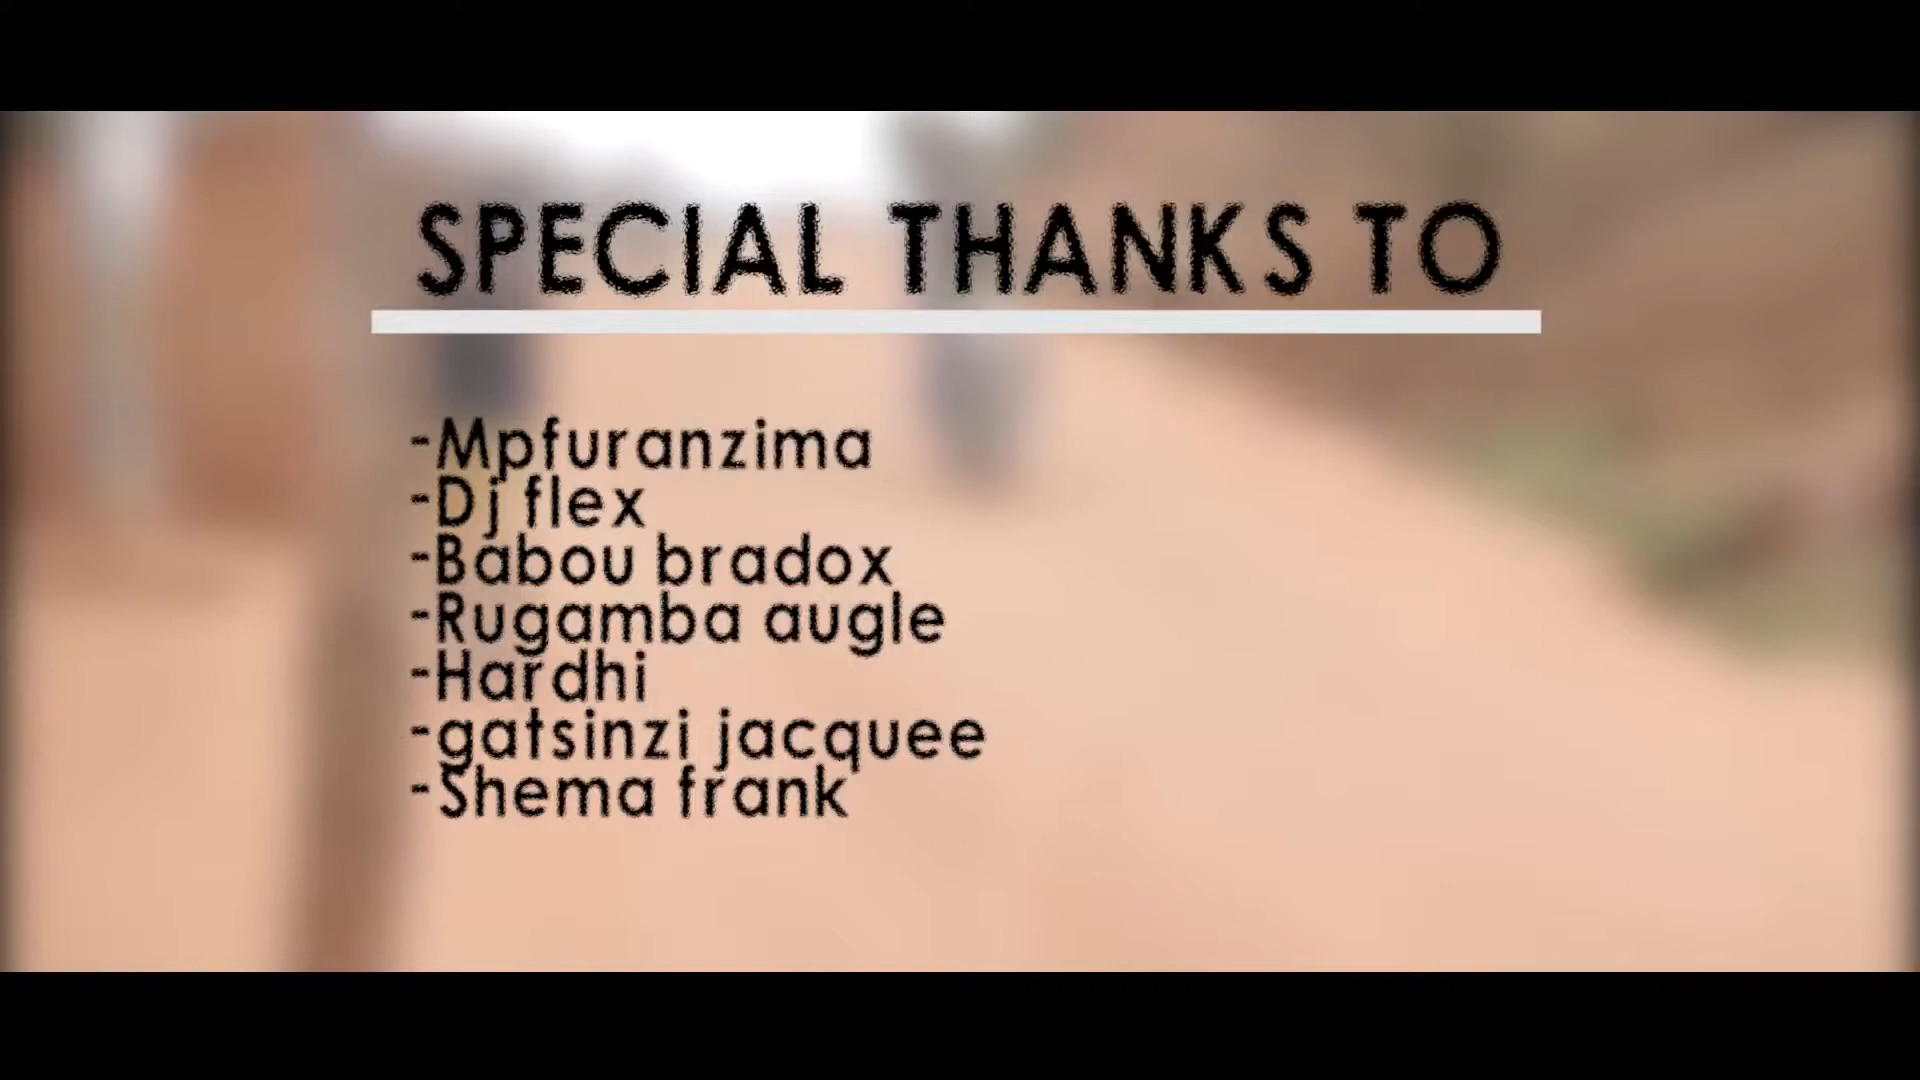 SPECIAL THANKS TO
-Mpfuranzima
-Dj flex
-Babou bradox
-Rugamba augle
-Hardhi
-gatsinzi jacquee
-Shema frank